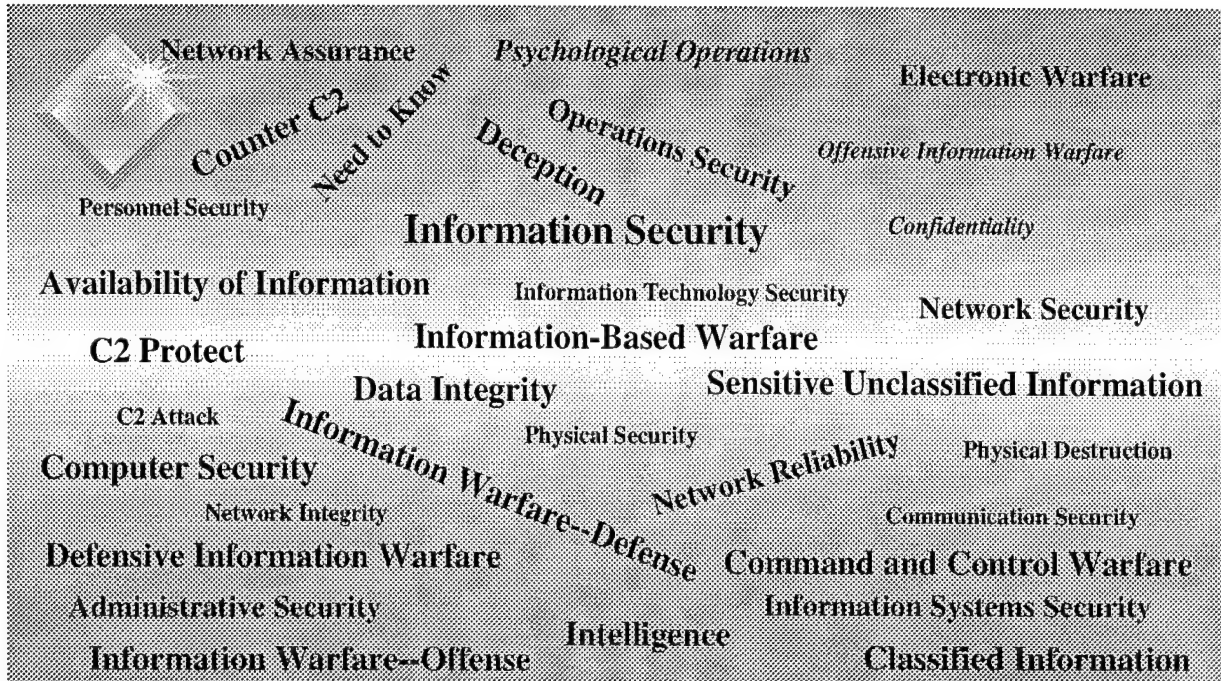 Network Assurance
Psychological Operations
Electronic Warfare
Counter C2
Need to Know
Deception
Operations Security
Offensive Information Warfare
Personnel Security
Information Security
Confidentiality
Availability of Information
Information Technology Security
Network Security
Information-Based Warfare
C2 Protect
Data Integrity
Sensitive Unclassified Information
C2 Attack
Information Warfare--Defense
Physical Security
Network Reliability
Physical Destruction
Computer Security
Network Integrity
Communication Security
Defensive Information Warfare
Command and Control Warfare
Administrative Security
Information Systems Security
Intelligence
Information Warfare--Offense
Classified Information